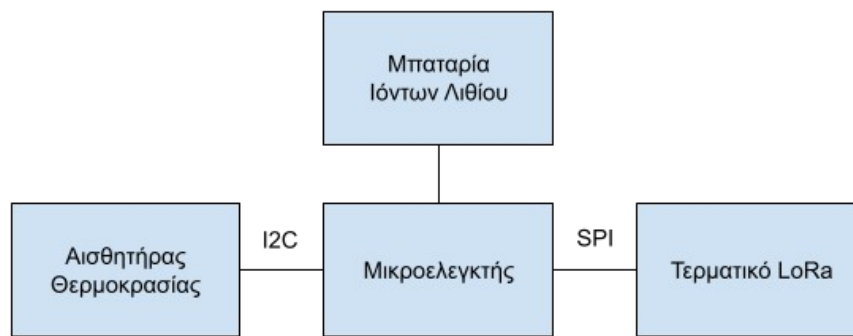 Μπαταρία
Ιόντων Λιθίου
Αισθητήρας
Θερμοκρασίας
I2C
Μικροελεγκτής
SPI
Τερματικό LoRa